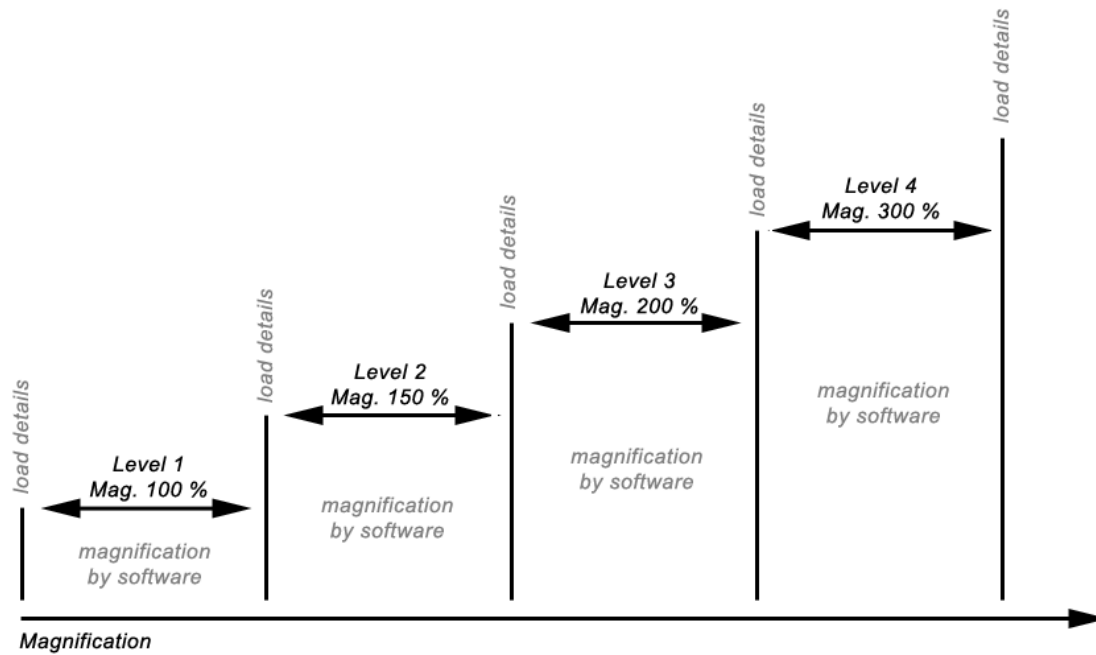 load details
load details
load details
load details
load details
Level 1
Mag. 100 %
magnification
by software
Level 2
Mag. 150 %
magnification
by software
Level 3
Mag. 200 %
magnification
by software
Level 4
Mag. 300 %
magnification
by software
Magnification